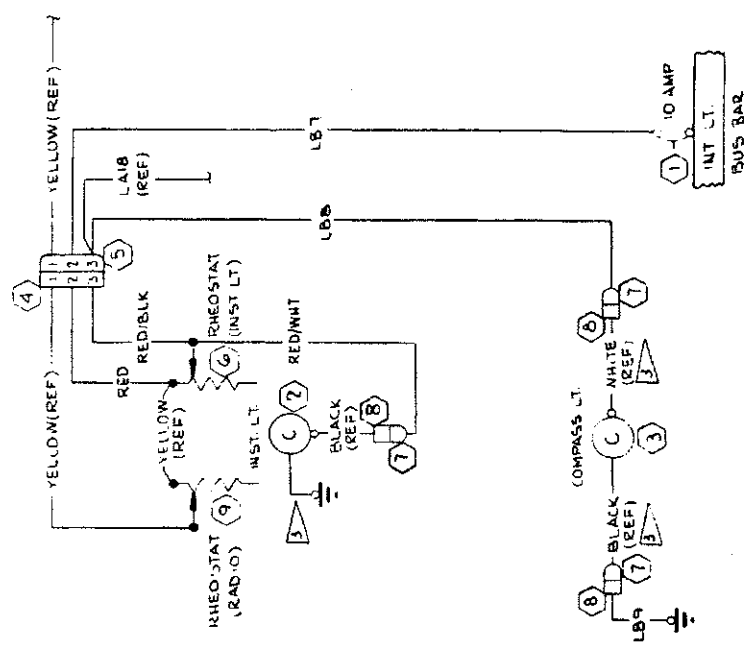 YELLOW(REF)
YELLOW(REF)
4
1 1
2 2
3 3
5
LA18
(REF)
LB7
LB8
RED
RED/BLK
RHEOSTAT
(INST LT)
6
RED/WHT
YELLOW
(REF)
9
RHEOSTAT
(RADIO)
INST. LT.
C
2
BLACK
(REF)
8
7
3
10 AMP
1
INT LT.
BUS BAR
COMPASS LT.
C
3
WHITE
(REF)
3
8
7
BLACK
(REF)
3
8
7
LB9